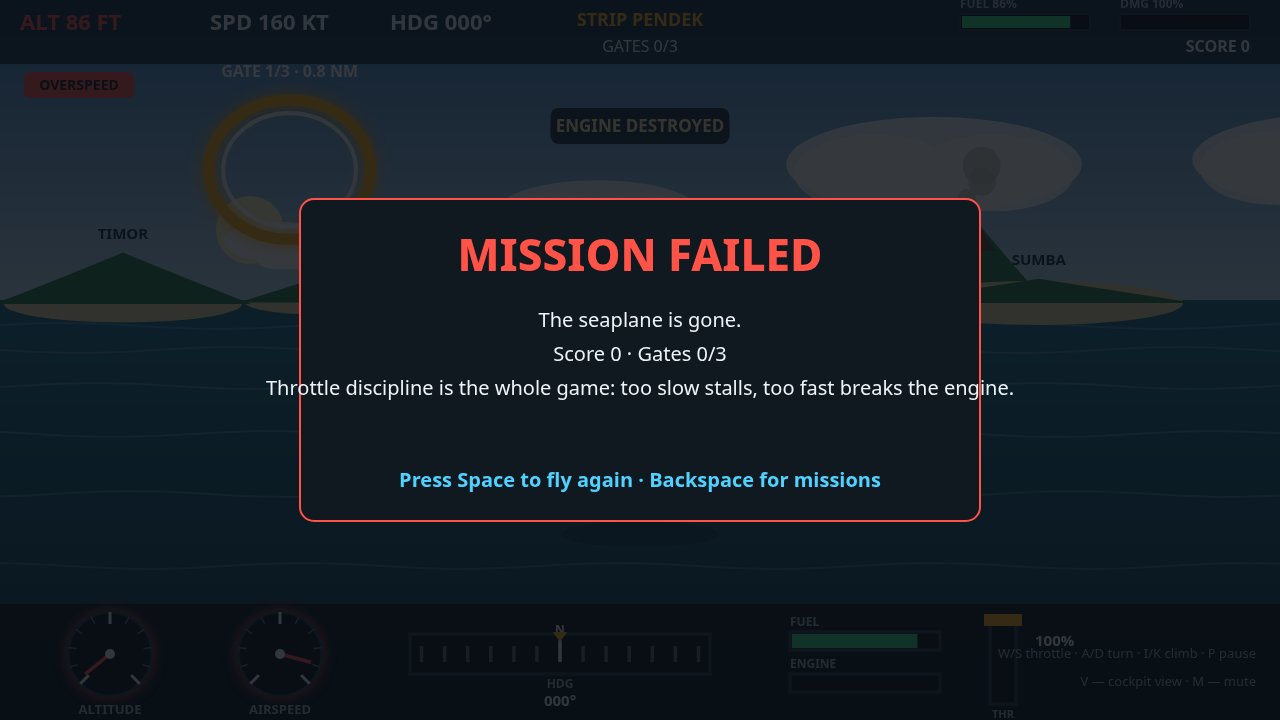 ALT 86 FT
SPD 160 KT
HDG 000°
STRIP PENDEK
GATES 0/3
FUEL 86%
DMG 100%
SCORE 0
OVERSPEED
GATE 1/3 · 0.8 NM
ENGINE DESTROYED
TIMOR
SUMBA
MISSION FAILED
The seaplane is gone.
Score 0 · Gates 0/3
Throttle discipline is the whole game: too slow stalls, too fast breaks the engine.
Press Space to fly again · Backspace for missions
ALTITUDE
AIRSPEED
N
HDG
000°
FUEL
ENGINE
100%
THR
W/S throttle · A/D turn · I/K climb · P pause
V — cockpit view · M — mute